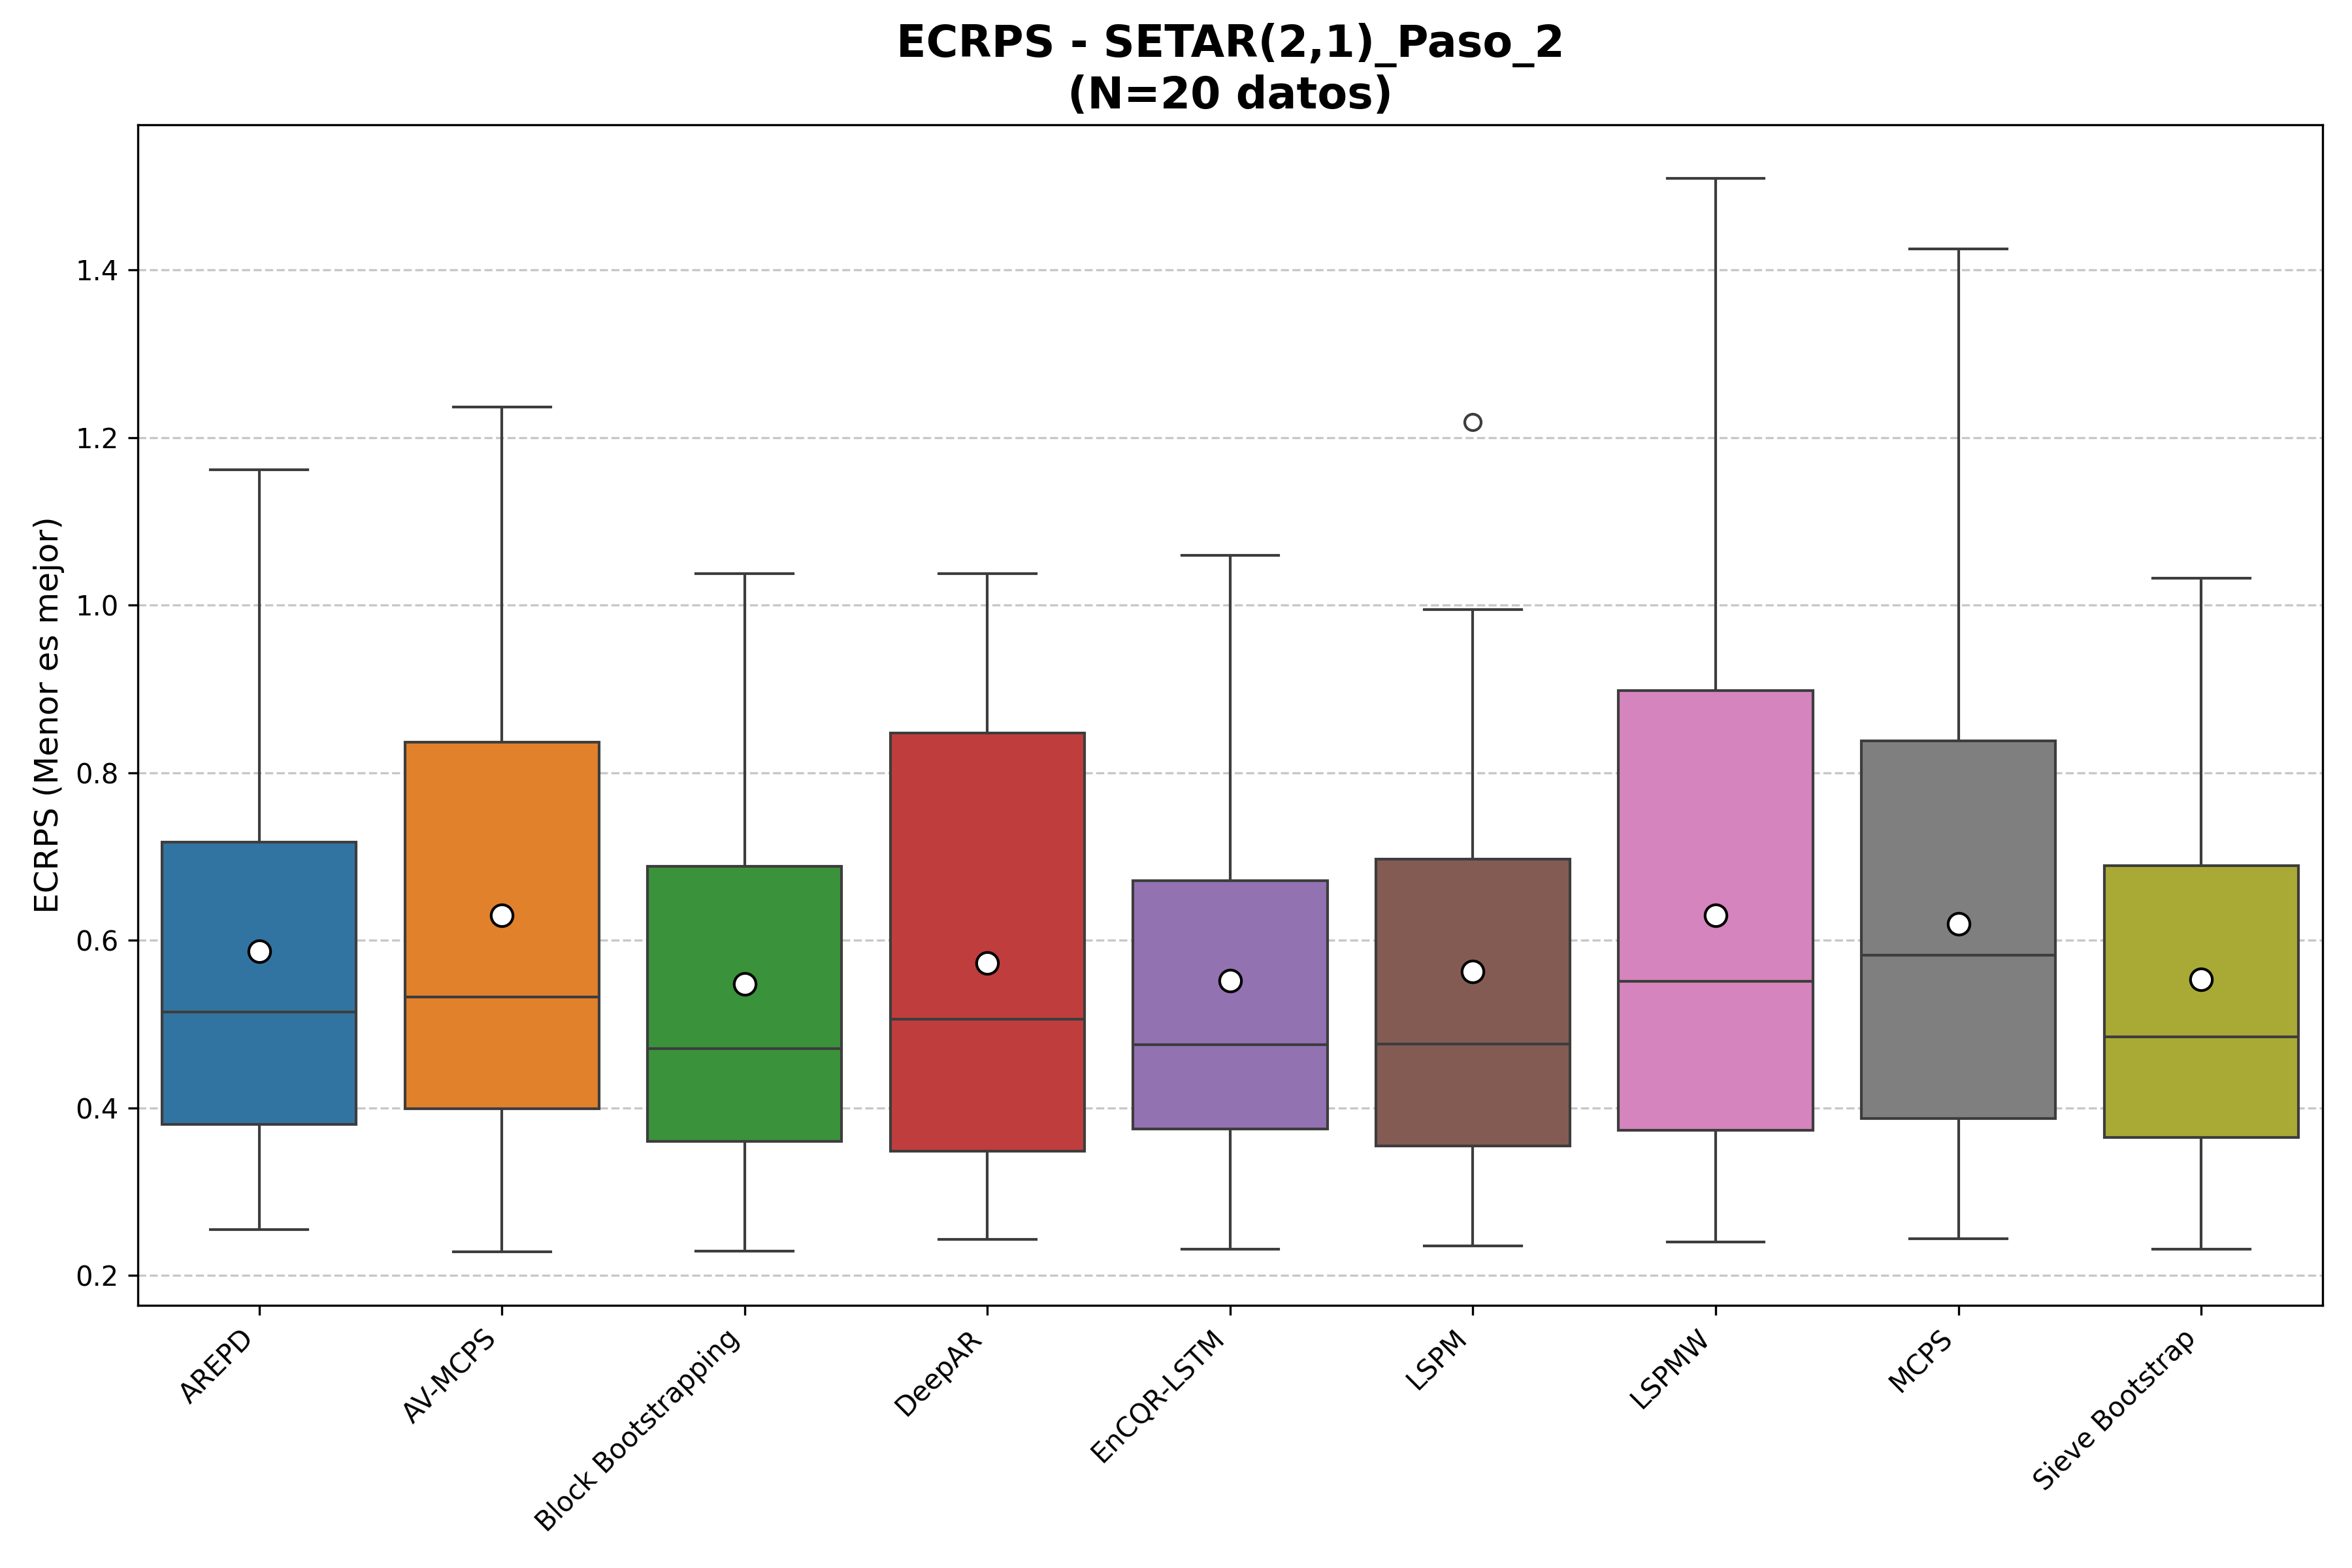 ECRPS - SETAR(2,1)_Paso_2
(N=20 datos)
ECRPS (Menor es mejor)
1.4
1.2
1.0
0.8
0.6
0.4
0.2
AREPD
AV-MCPS
Block Bootstrapping
DeepAR
EnCQR-LSTM
LSPM
LSPMW
MCPS
Sieve Bootstrap